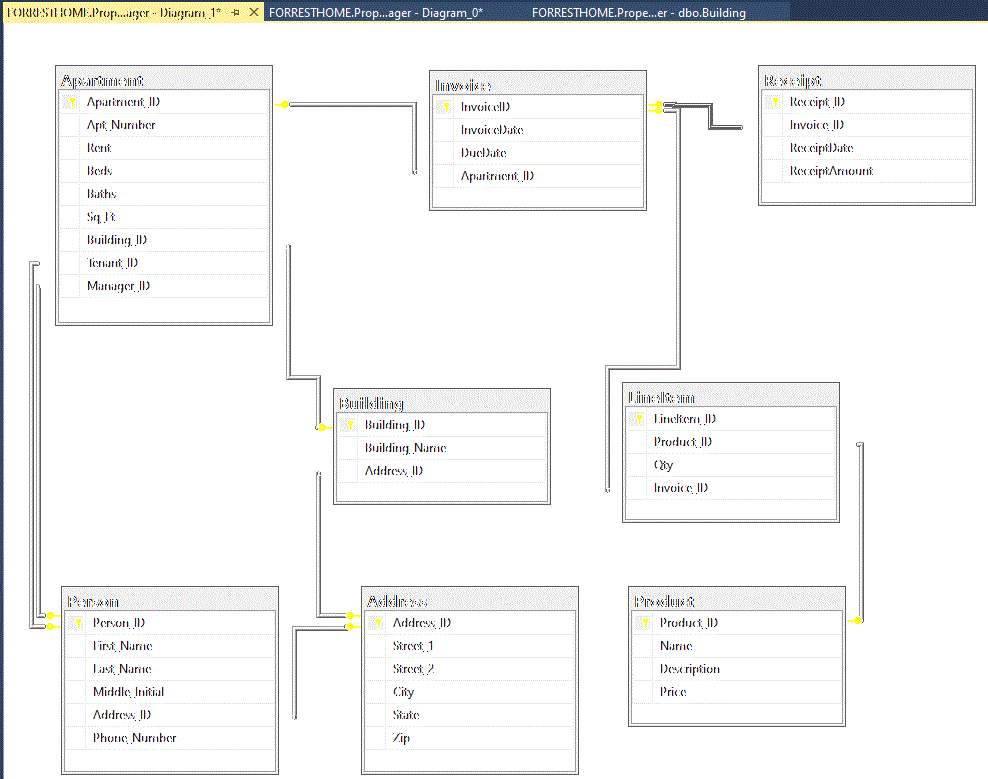 FORRESTHOME.Prop...ager - Diagram_1*
FORRESTHOME.Prop...ager - Diagram_0*
FORRESTHOME.Prope...er - dbo.Building
Apartment
Apartment_ID
Apt_Number
Rent
Beds
Baths
Sq_Ft
Building_ID
Tenant_ID
Manager_ID
Invoice
InvoiceID
InvoiceDate
DueDate
Apartment_ID
Receipt
Receipt_ID
Invoice_ID
ReceiptDate
ReceiptAmount
Building
Building_ID
Building_Name
Address_ID
LineItem
LineItem_ID
Product_ID
Qty
Invoice_ID
Person
Person_ID
First_Name
Last_Name
Middle_Initial
Address_ID
Phone_Number
Address
Address_ID
Street_1
Street_2
City
State
Zip
Product
Product_ID
Name
Description
Price